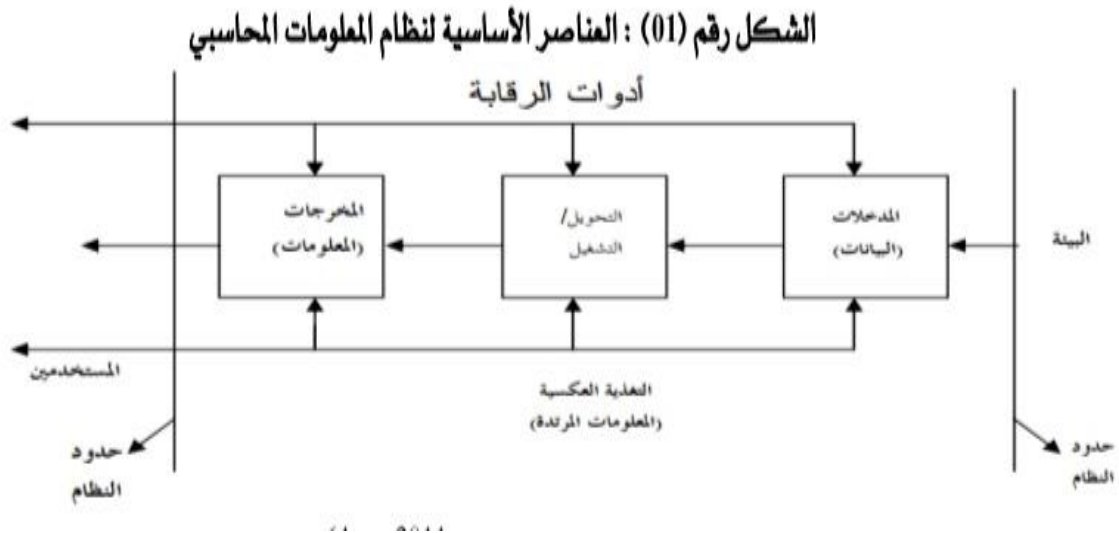 الشكل رقم (01) : العناصر الأساسية لنظام المعلومات المحاسبي
أدوات الرقابة
البيئة
المدخلات
(البيانات)
التحويل/
التشغيل
المخرجات
(المعلومات)
المستخدمين
التغذية العكسية
(المعلومات المرتدة)
حدود
النظام
حدود
النظام